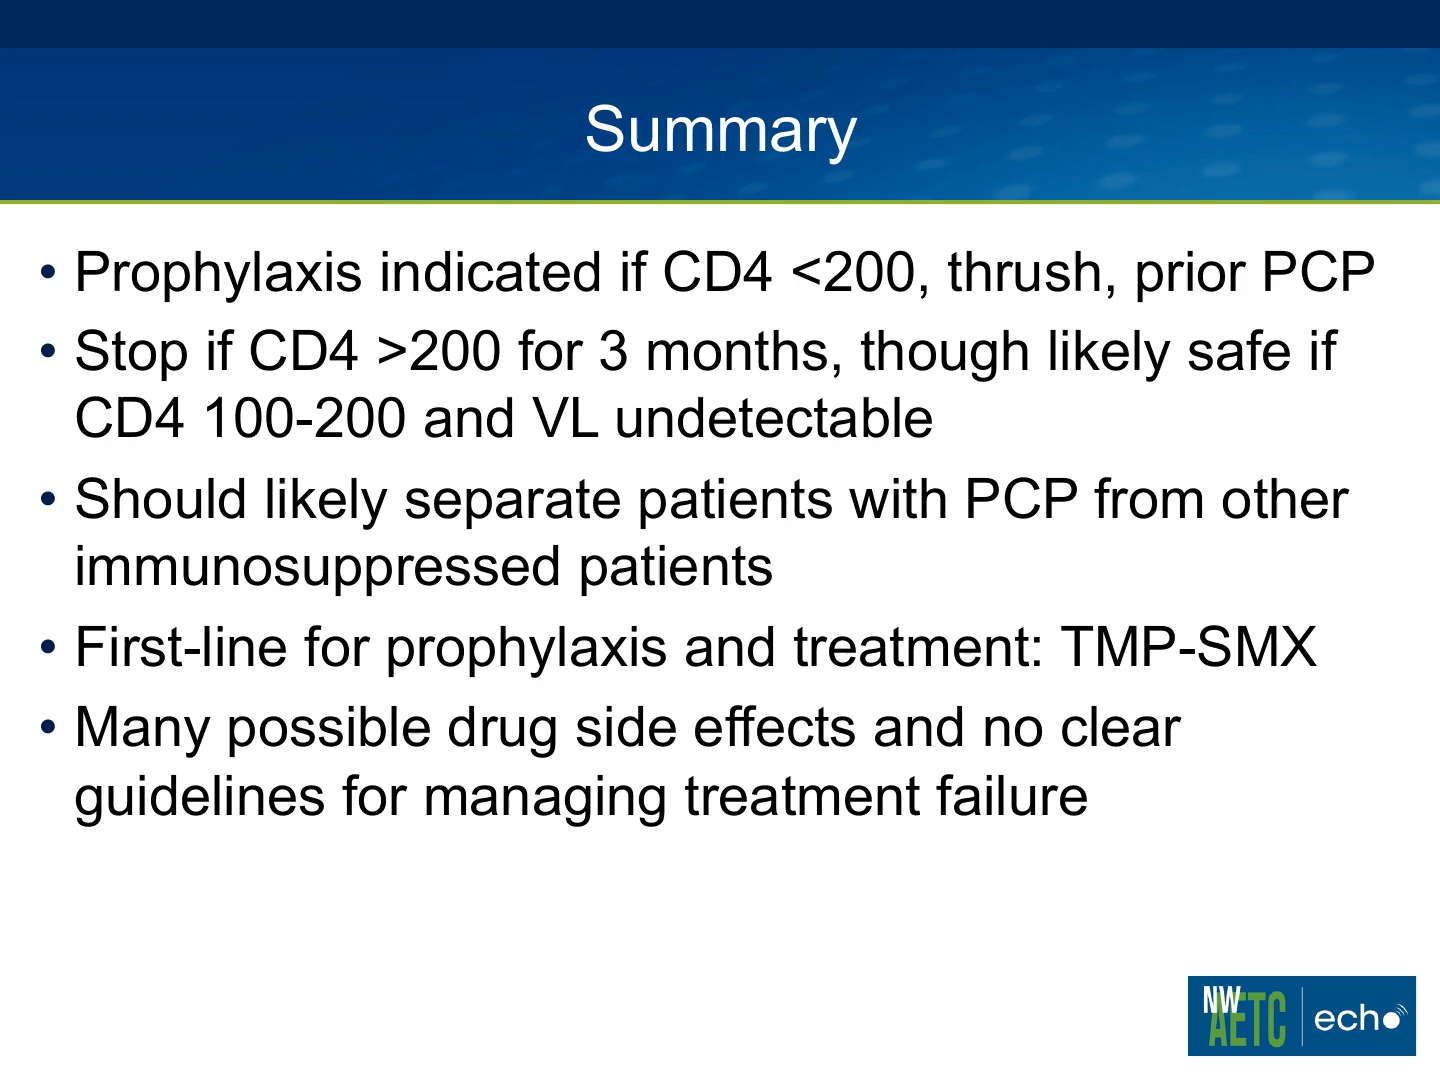 Summary
• Prophylaxis indicated if CD4 <200, thrush, prior PCP
• Stop if CD4 >200 for 3 months, though likely safe if
CD4 100-200 and VL undetectable
• Should likely separate patients with PCP from other
immunosuppressed patients
• First-line for prophylaxis and treatment: TMP-SMX
• Many possible drug side effects and no clear
guidelines for managing treatment failure
NW
AETC
echo